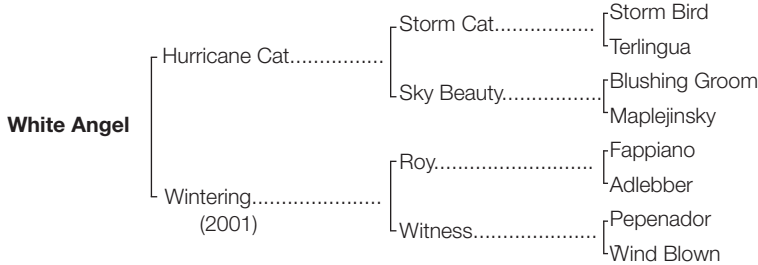 Storm Bird
Storm Cat................
Terlingua
Hurricane Cat...............
Blushing Groom
Sky Beauty................
Maplejinsky
White Angel
Fappiano
Roy.........................
Adlebber
Wintering.....................
(2001)
Pepenador
Witness....................
Wind Blown